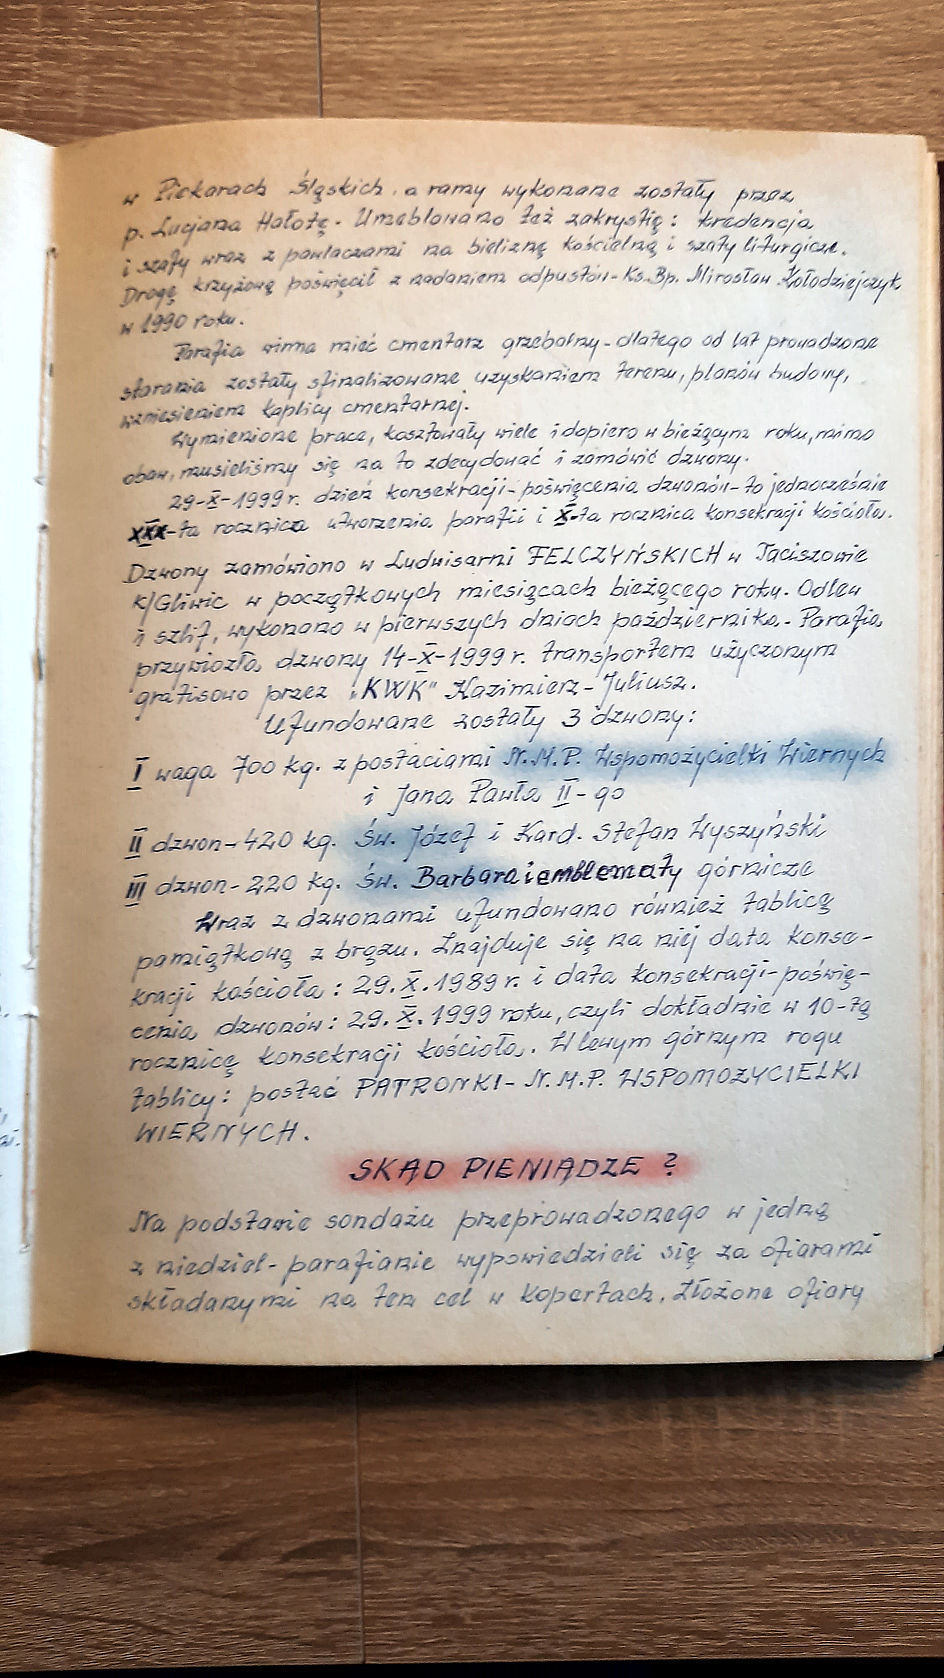 w Piekarach Śląskich, a ramy wykonane zostały przez
p. Lucjana Hałotę. Umeblowano też zakrystię: kredencja
i szafy wraz z pawlaczami na bieliznę kościelną i szaty liturgicze.
Drogę krzyżową poświęcił z nadaniem odpustów - Ks. Bp. Mirosław Kołodziejczyk,
w 1990 roku.
Parafia winna mieć cmentarz grzebalny - dlatego od lat prowadzone
starania zostały sfinalizowane uzyskaniem terenu, planów budowy,
wzniesieniem kaplicy cmentarnej.
Wymienione prace, kosztowały wiele i dopiero w bieżącym roku, mimo
obaw, musieliśmy się na to zdecydować i zamówić dzwony.
29-X-1999 r. dzień konsekracji - poświęcenia dzwonów - to jednocześnie
XXX-ta rocznica utworzenia parafii i X-ta rocznica konsekracji kościoła.
Dzwony zamówiono w Ludwisarni FELCZYŃSKICH w Taciszowie
K/Gliwic w początkowych miesiącach bieżącego roku. Odlew
i szlif, wykonano w pierwszych dniach października. Parafia
przywiozła dzwony 14-X-1999 r. transportem użyczonym
gratisowo przez „KWK" Kazimierz-Juliusz.
Ufundowane zostały 3 dzwony:
I waga 700 kg. z postaciami N.M.P. Wspomożycielki Wiernych
i Jana Pawła II-go
II dzwon - 420 kg. Św. Józef i Kard. Stefan Wyszyński
III dzwon - 220 kg. Św. Barbara i emblematy górnicze
Wraz z dzwonami ufundowano również tablicę
pamiątkową z brązu. Znajduje się na niej data konse-
kracji kościoła: 29.X.1989 r. i data konsekracji-poświę-
cenia dzwonów: 29.X.1999 roku, czyli dokładnie w 10-tą
rocznicę konsekracji kościoła. W lewym górnym rogu
tablicy: postać PATRONKI - N.M.P. WSPOMOŻYCIELKI
WIERNYCH.
SKĄD PIENIĄDZE ?
Na podstawie sondażu przeprowadzonego w jedną
z niedziel - parafianie wypowiedzieli się za ofiarami
składanymi na ten cel w kopertach. Złożone ofiary